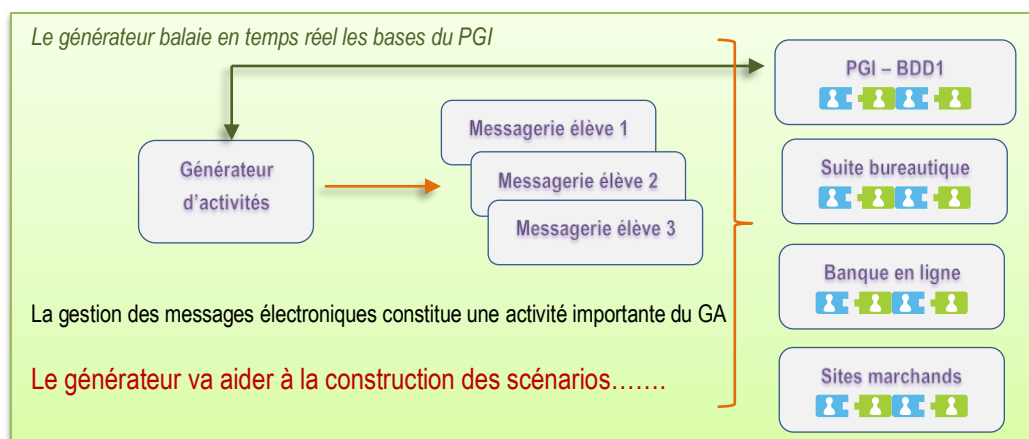 Le générateur balaie en temps réel les bases du PGI
PGI – BDD1
Messagerie élève 1
Générateur
d'activités
Messagerie élève 2
Suite bureautique
Messagerie élève 3
Banque en ligne
La gestion des messages électroniques constitue une activité importante du GA
Le générateur va aider à la construction des scénarios…….
Sites marchands